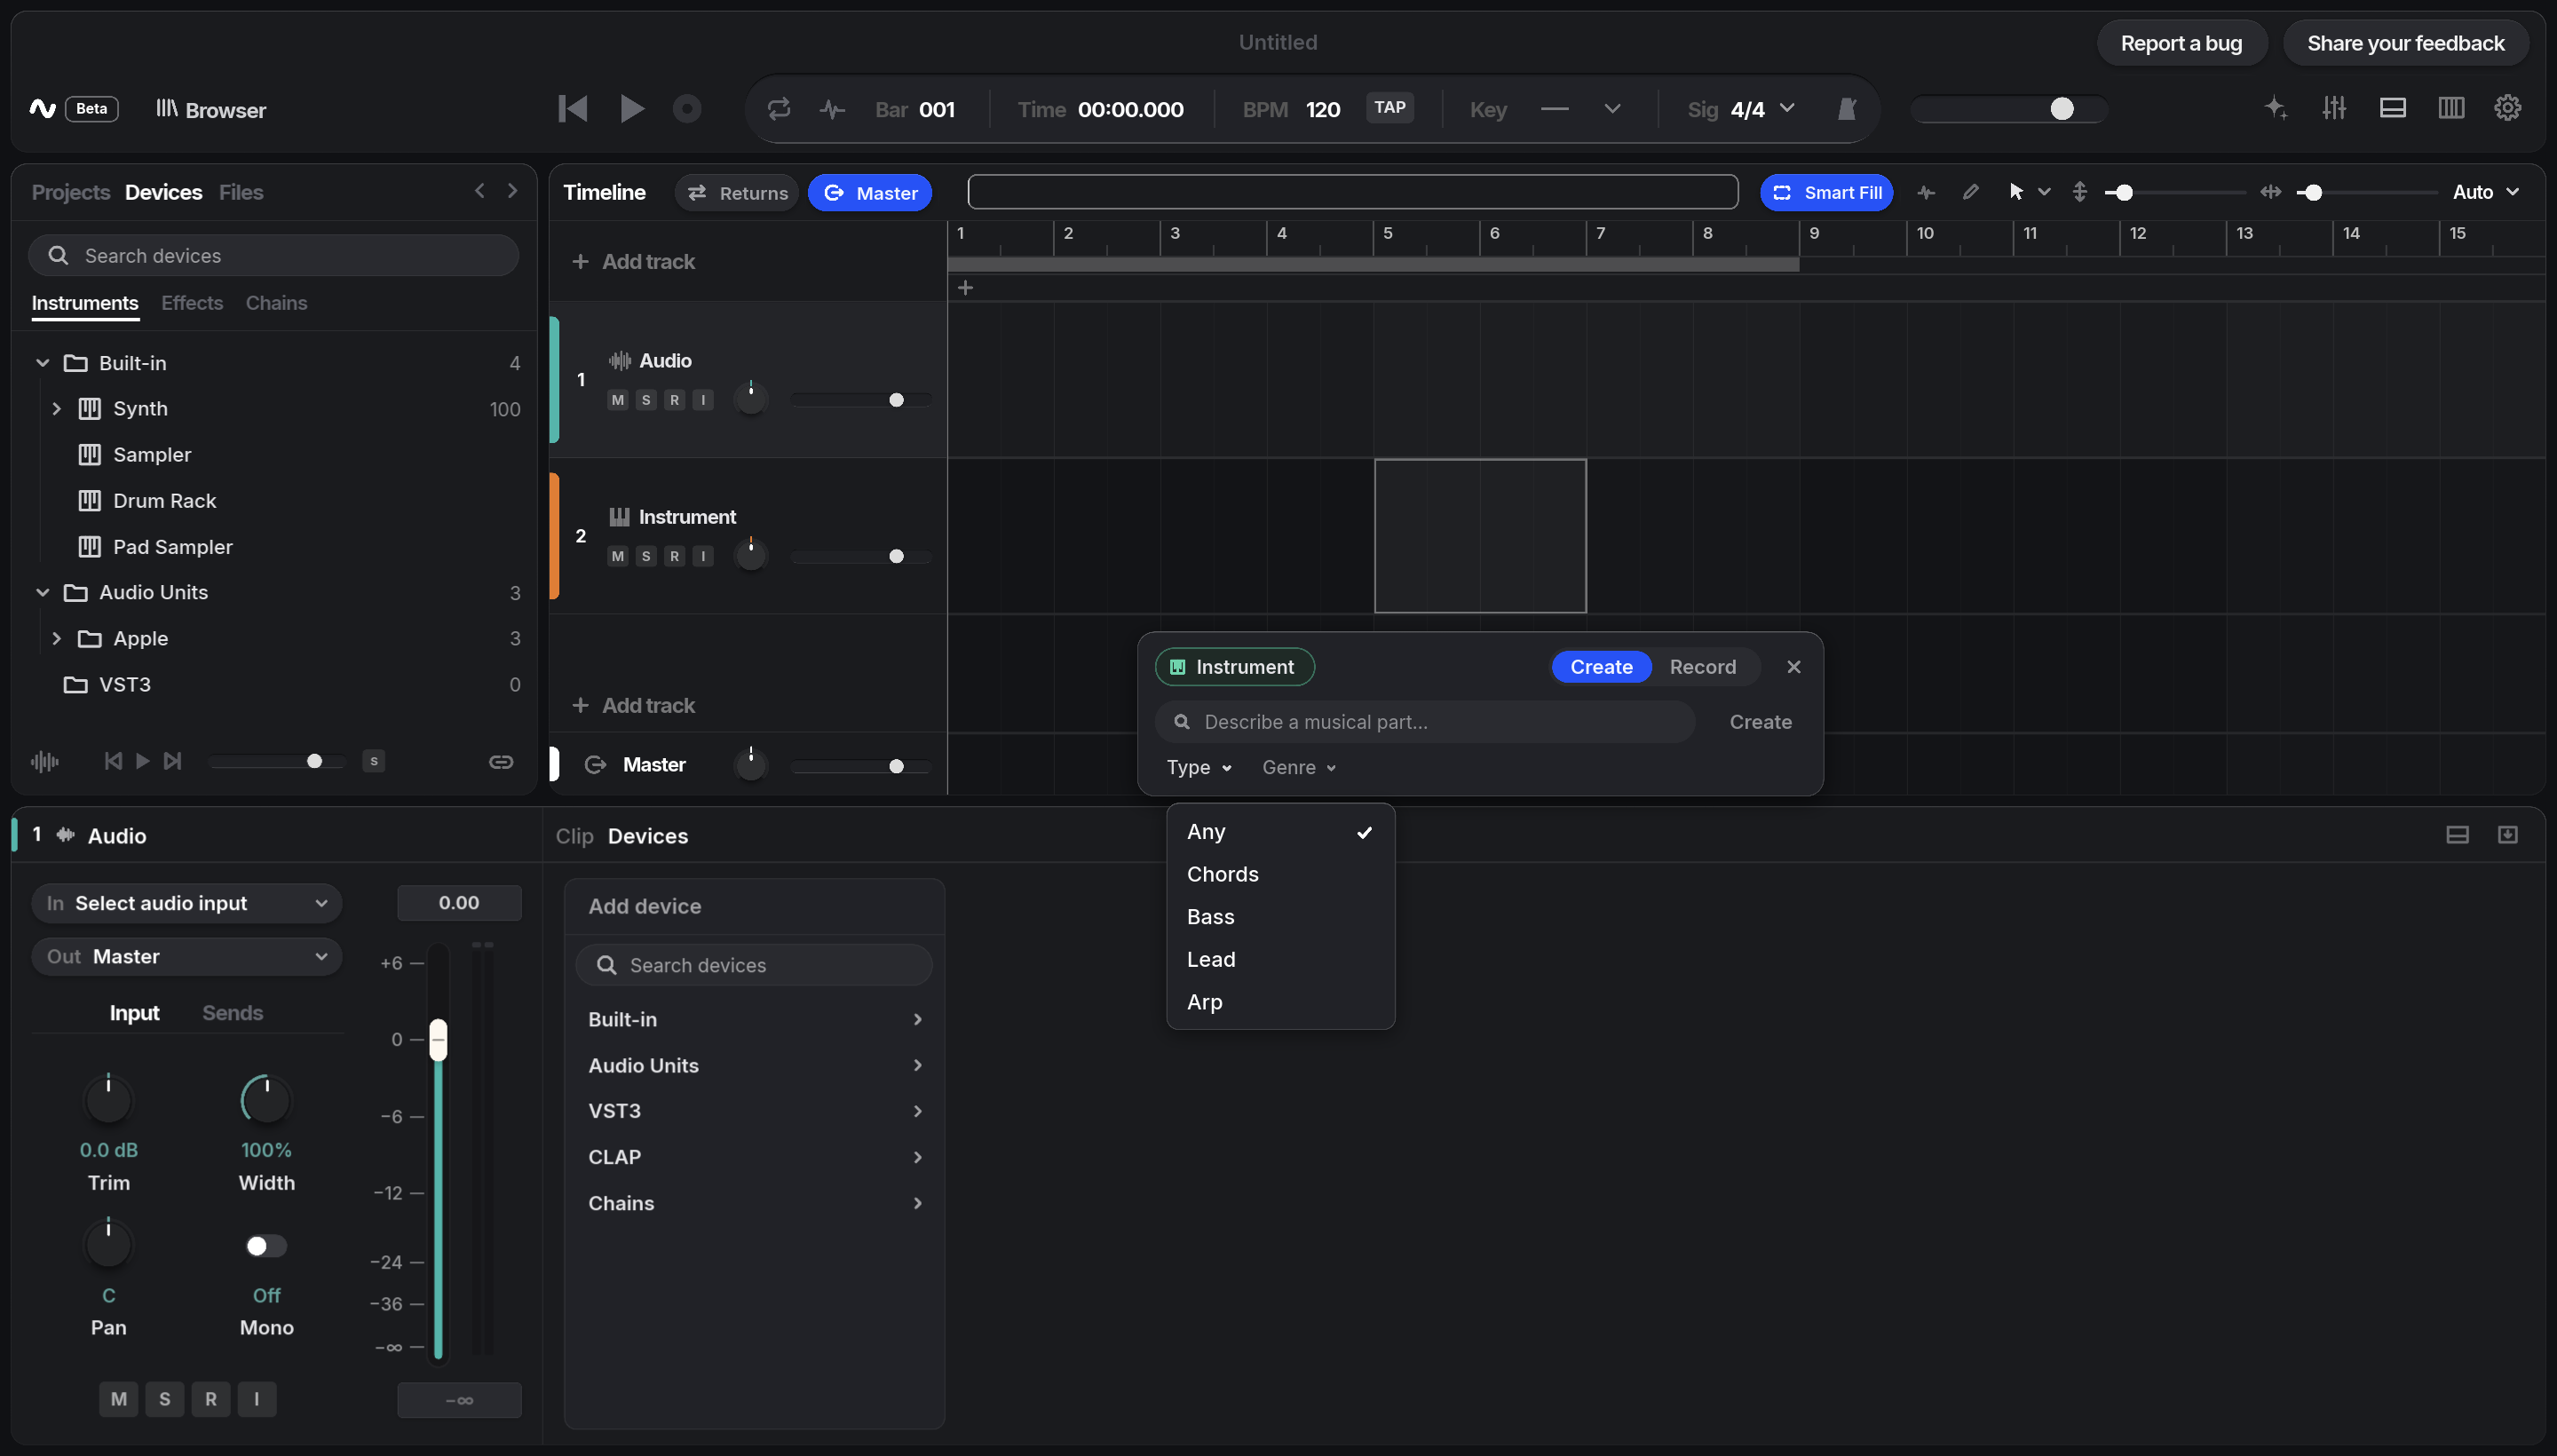 Untitled
Report a bug
Share your feedback
Beta
Browser
Bar 001
Time 00:00.000
BPM 120 TAP
Key —
Sig 4/4
Projects Devices Files
Timeline
Returns
Master
Smart Fill
Auto
Search devices
Instruments Effects Chains
Built-in 4
Synth 100
Sampler
Drum Rack
Pad Sampler
Audio Units 3
Apple 3
VST3 0
S
1 2 3 4 5 6 7 8 9 10 11 12 13 14 15
Add track
1
Audio
M S R I
2
Instrument
M S R I
Add track
Master
Instrument
Create Record
Describe a musical part...
Create
Type Genre
Any
Chords
Bass
Lead
Arp
1 Audio
In Select audio input
Out Master
Input Sends
0.0 dB
Trim
100%
Width
C
Pan
Off
Mono
M S R I
0.00
+6
0
−6
−12
−24
−36
−∞
−∞
Clip Devices
Add device
Search devices
Built-in
Audio Units
VST3
CLAP
Chains